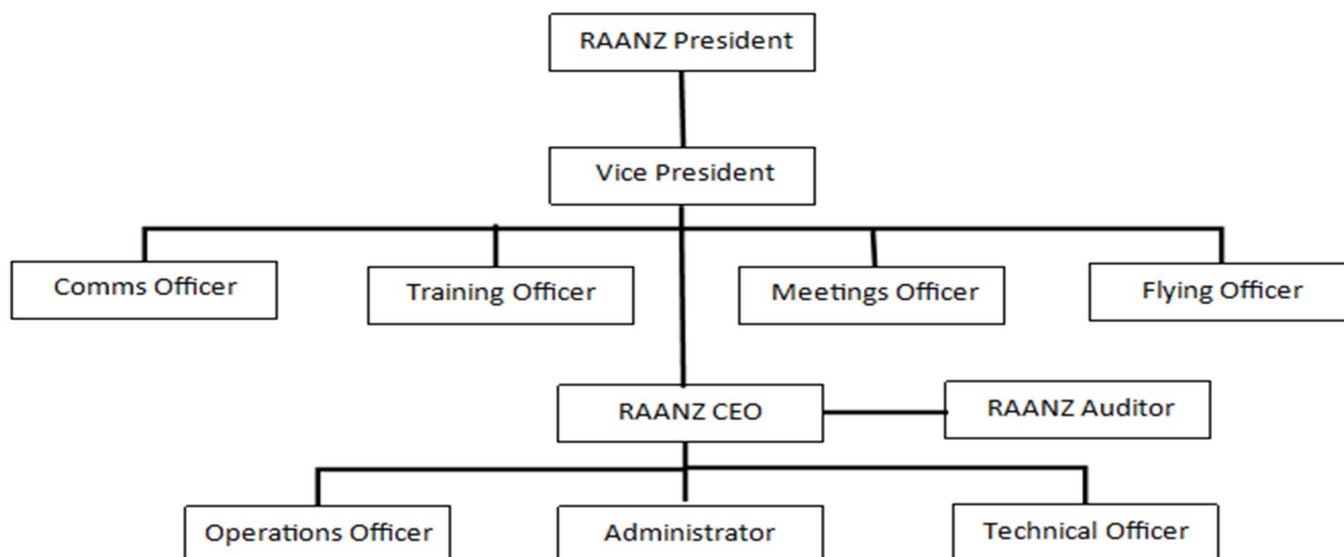 RAANZ President
Vice President
Comms Officer
Training Officer
Meetings Officer
Flying Officer
RAANZ CEO
RAANZ Auditor
Operations Officer
Administrator
Technical Officer